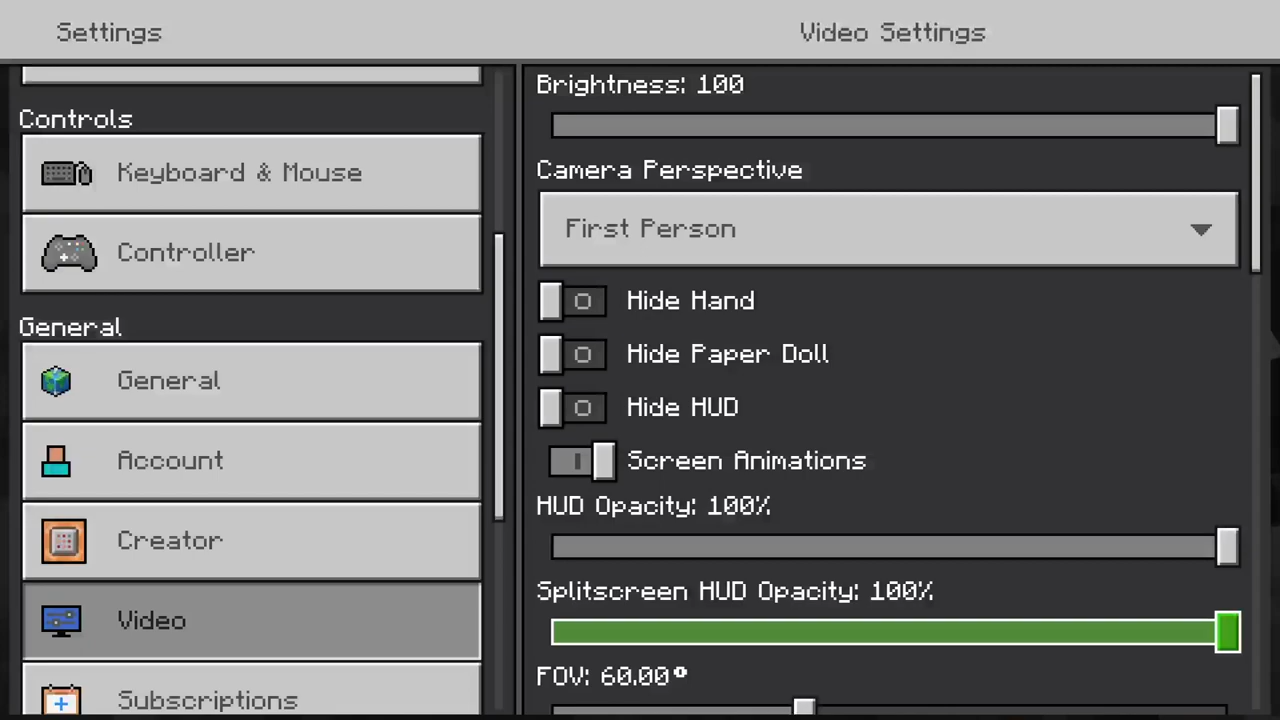 Settings
Video Settings
Controls
Keyboard & Mouse
Controller
General
General
Account
Creator
Video
Subscriptions
Brightness: 100
Camera Perspective
First Person
Hide Hand
Hide Paper Doll
Hide HUD
Screen Animations
HUD Opacity: 100%
Splitscreen HUD Opacity: 100%
FOV: 60.00°